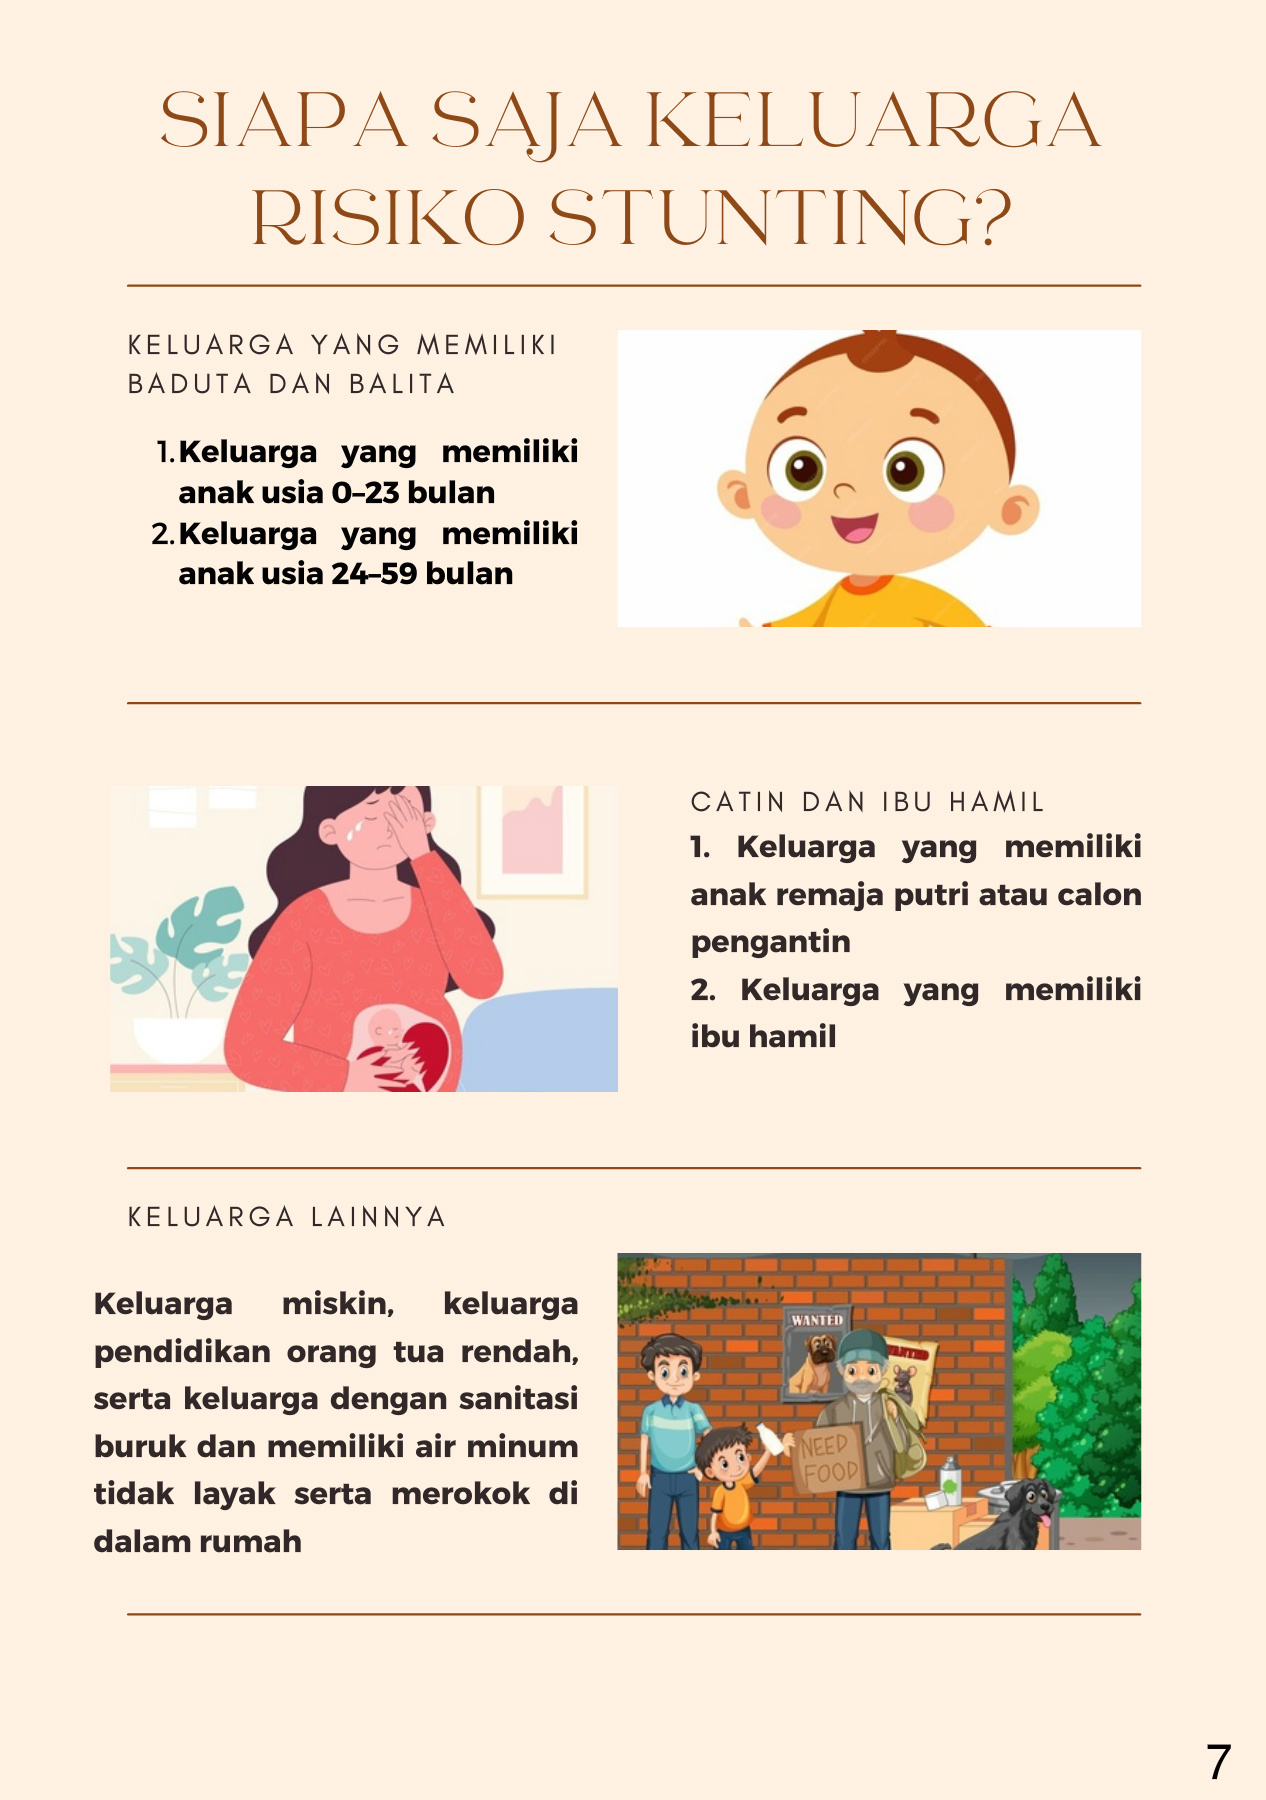 SIAPA SAJA KELUARGA
RISIKO STUNTING?
KELUARGA YANG MEMILIKI
BADUTA DAN BALITA
1. Keluarga yang memiliki
anak usia 0–23 bulan
2. Keluarga yang memiliki
anak usia 24–59 bulan
CATIN DAN IBU HAMIL
1. Keluarga yang memiliki
anak remaja putri atau calon
pengantin
2. Keluarga yang memiliki
ibu hamil
KELUARGA LAINNYA
Keluarga miskin, keluarga
pendidikan orang tua rendah,
serta keluarga dengan sanitasi
buruk dan memiliki air minum
tidak layak serta merokok di
dalam rumah
WANTED
WANTED
NEED
FOOD
7